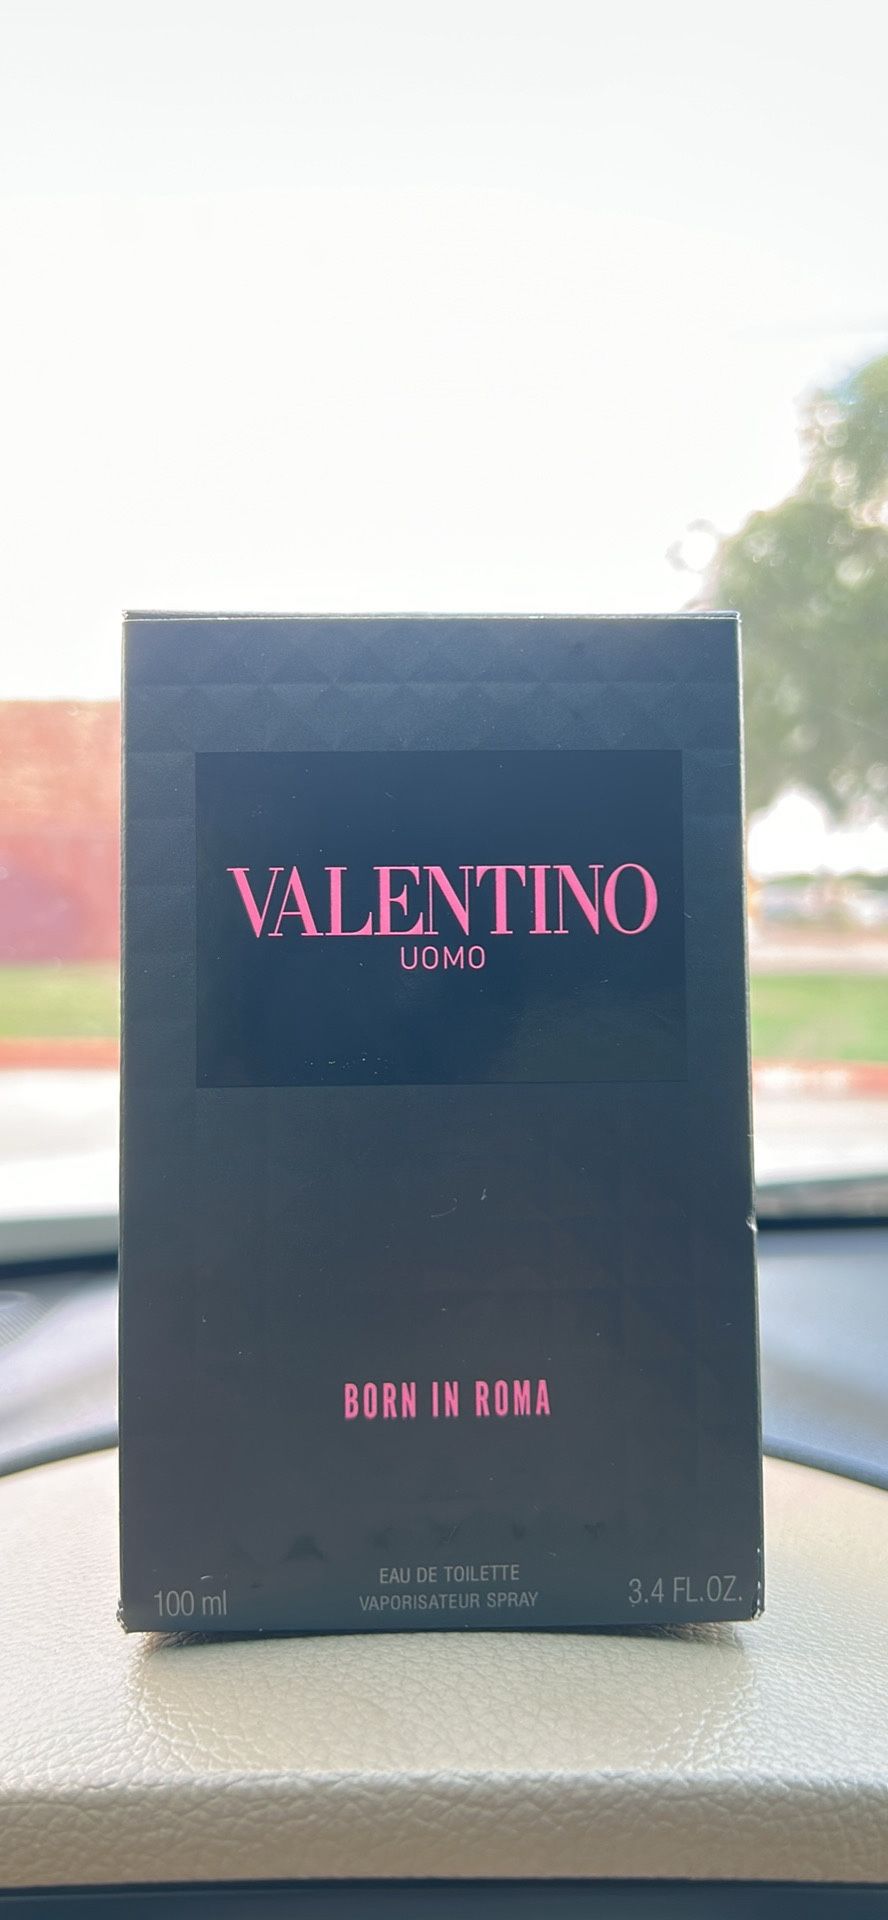 VALENTINO
UOMO
BORN IN ROMA
EAU DE TOILETTE
VAPORISATEUR SPRAY
100 ml
3.4 FL.OZ.